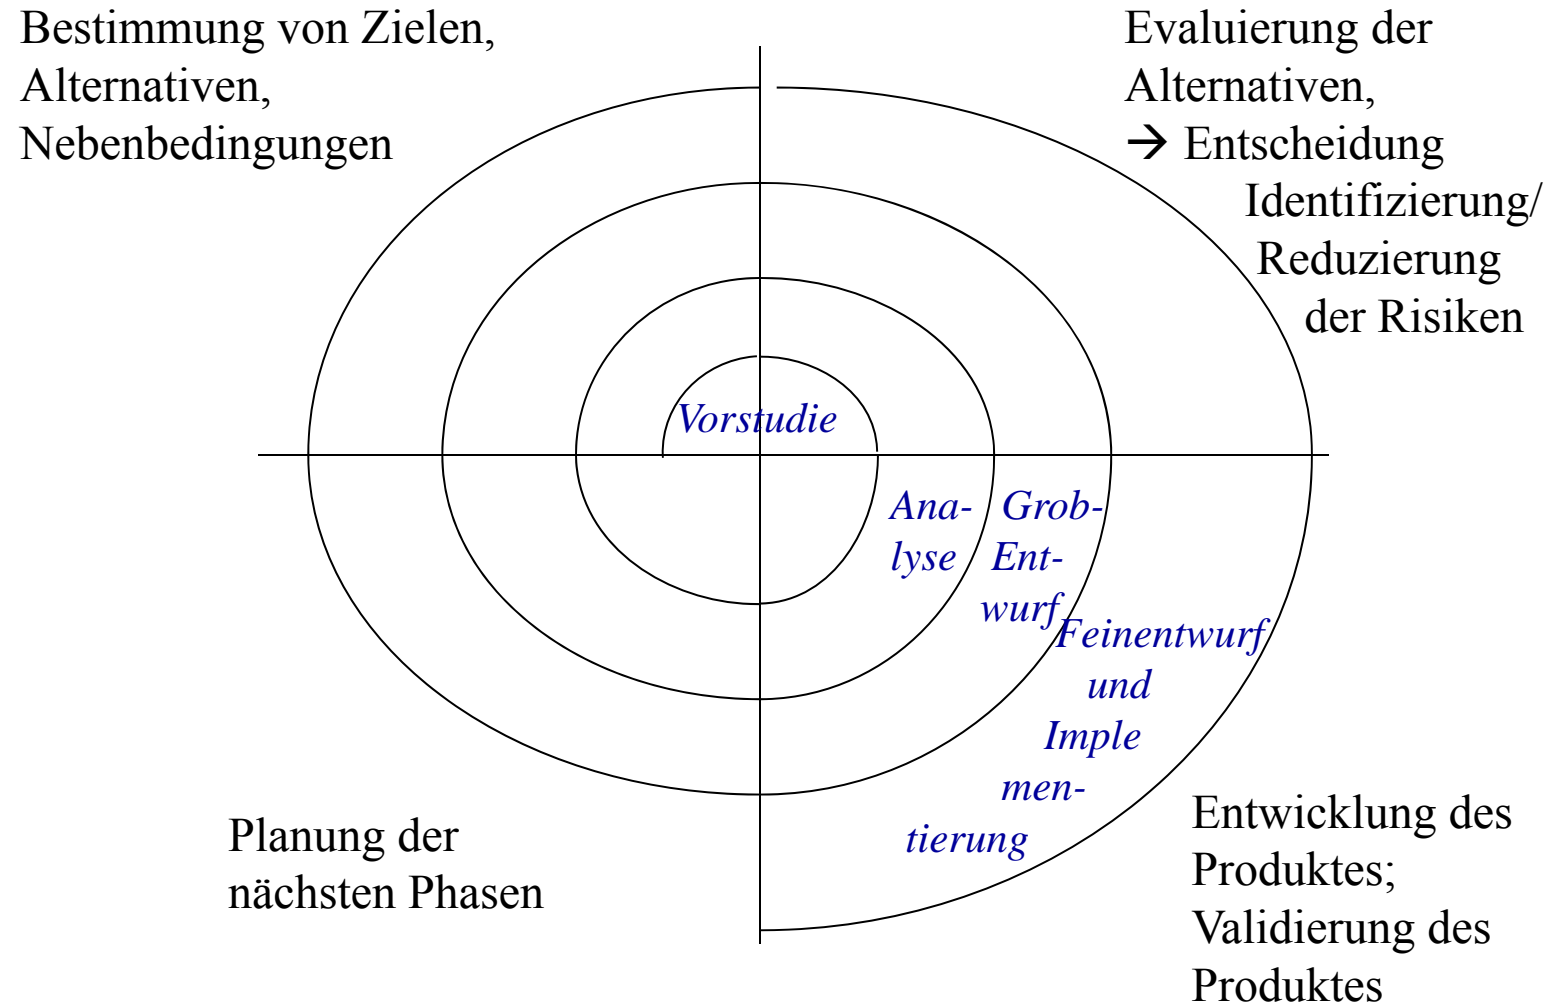 Bestimmung von Zielen,
Alternativen,
Nebenbedingungen
Evaluierung der
Alternativen,
→ Entscheidung
Identifizierung/
Reduzierung
der Risiken
Vorstudie
Ana-
lyse
Grob-
Ent-
wurf
Feinentwurf
und
Imple
men-
tierung
Planung der
nächsten Phasen
Entwicklung des
Produktes;
Validierung des
Produktes